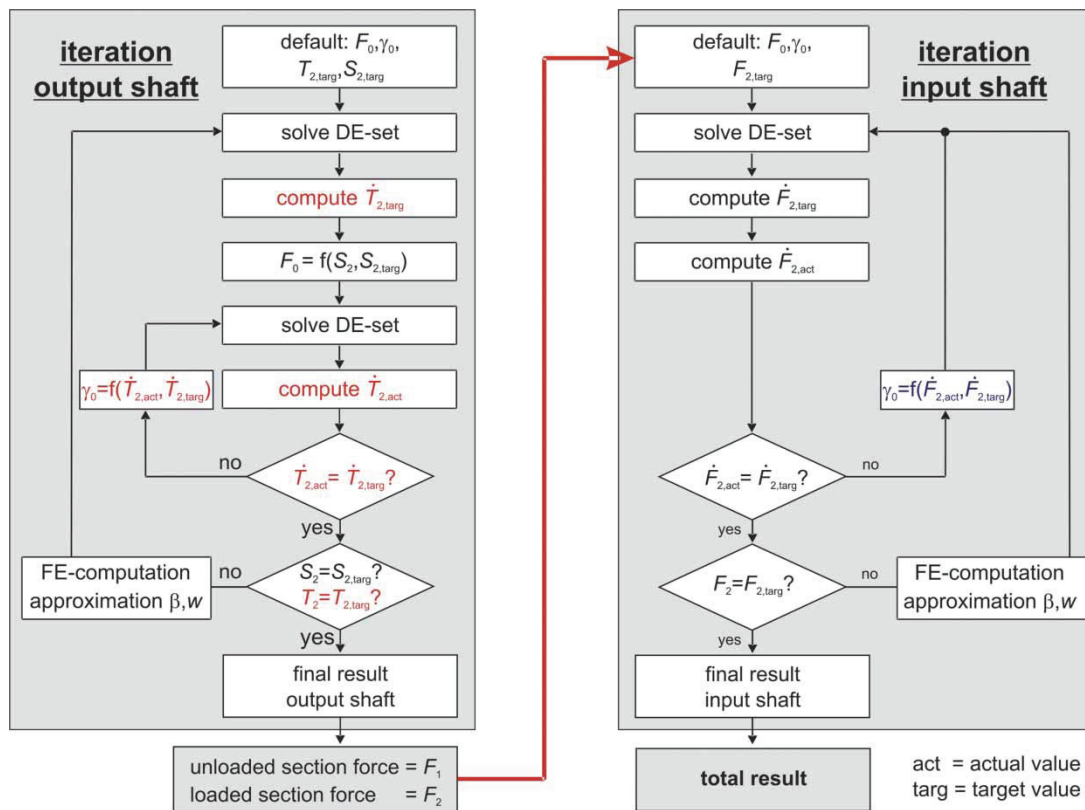 iteration
output shaft
default: F₀,γ₀,
T₂,targ,S₂,targ
solve DE-set
compute Ṫ₂,targ
F₀ = f(S₂,S₂,targ)
solve DE-set
γ₀=f(Ṫ₂,act,Ṫ₂,targ)
compute Ṫ₂,act
no
Ṫ₂,act= Ṫ₂,targ?
yes
FE-computation
approximation β,w
no
S₂=S₂,targ?
T₂=T₂,targ?
yes
final result
output shaft
unloaded section force = F₁
loaded section force = F₂
iteration
input shaft
default: F₀,γ₀,
F₂,targ
solve DE-set
compute Ḟ₂,targ
compute Ḟ₂,act
γ₀=f(Ḟ₂,act,Ḟ₂,targ)
Ḟ₂,act= Ḟ₂,targ?
no
yes
F₂=F₂,targ?
no
FE-computation
approximation β,w
yes
final result
input shaft
total result
act = actual value
targ = target value